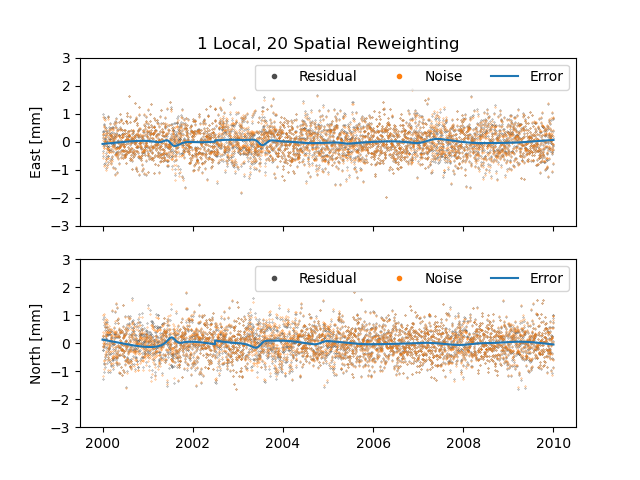 1 Local, 20 Spatial Reweighting
3
2
1
0
−1
−2
−3
East [mm]
Residual Noise Error
3
2
1
0
−1
−2
−3
North [mm]
Residual Noise Error
2000 2002 2004 2006 2008 2010